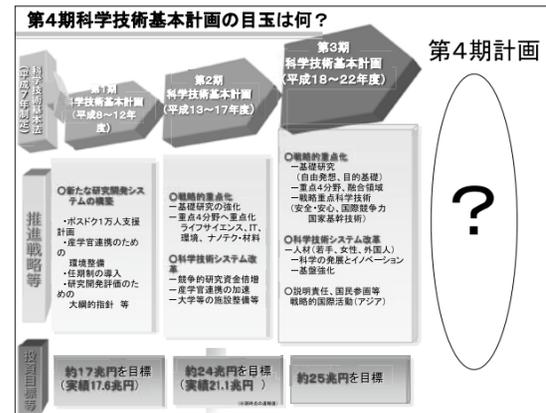 第4期科学技術基本計画の目玉は何？
科学技術基本法
(平成7年制定)
第1期
科学技術基本計画
(平成8～12年
度)
第2期
科学技術基本計画
(平成13～17年度)
第3期
科学技術基本計画
(平成18～22年度)
第4期計画
？
推進戦略等
○新たな研究開発シス
テムの構築
・ポスドク1万人支援
計画
・産学官連携のため
の
環境整備
・任期制の導入
・研究開発評価のた
めの
大綱的指針 等
○戦略的重点化
－基礎研究の強化
－重点4分野へ重点化
ライフサイエンス、IT、
環境、ナノテク・材料
○科学技術システム改
革
－競争的研究資金倍増
－産学官連携の加速
－大学等の施設整備等
○戦略的重点化
－基礎研究
(自由発想、目的基礎)
－重点4分野、融合領域
－戦略重点科学技術
(安全・安心、国際競争力
国家基幹技術)
○科学技術システム改革
－人材(若手、女性、外国人)
－科学の発展とイノベーション
－基盤強化
○説明責任、国民参画等
戦略的国際活動(アジア)
投資目標等
約17兆円を目標
(実績17.6兆円)
約24兆円を目標
(実績21.1兆円 )
約25兆円を目標